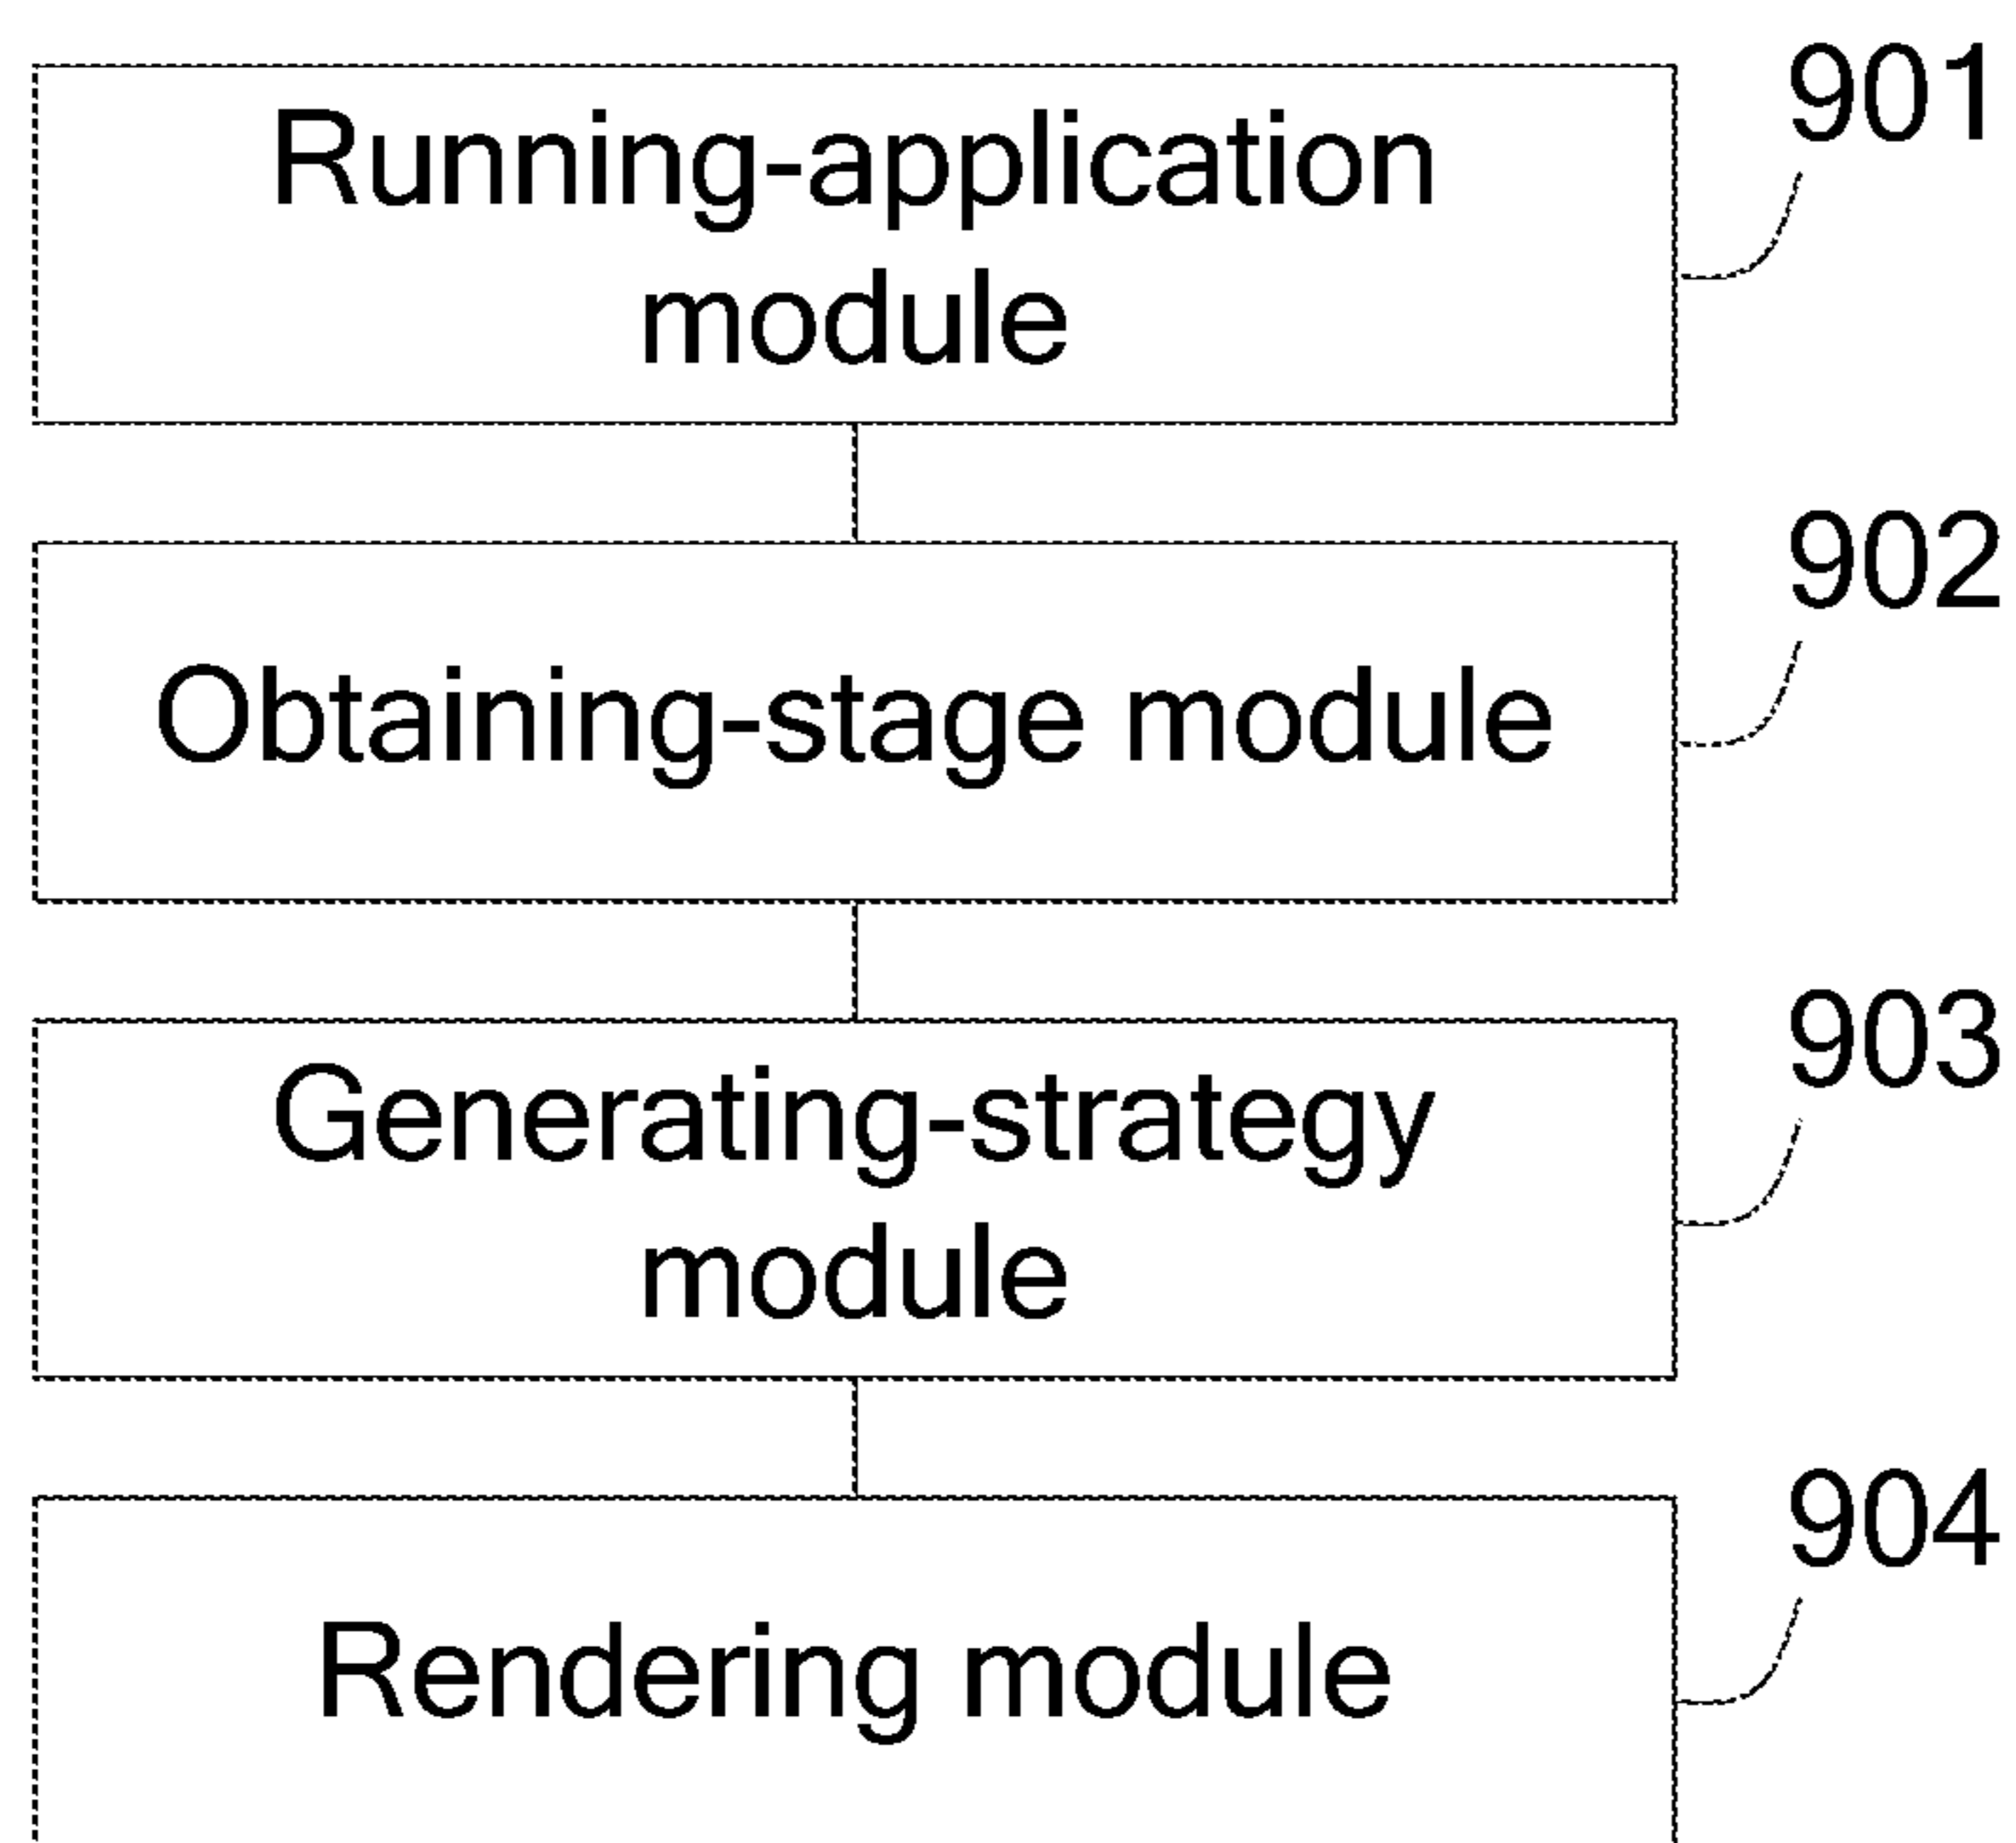 Running-application
module
901
Obtaining-stage module
902
Generating-strategy
module
903
Rendering module
904